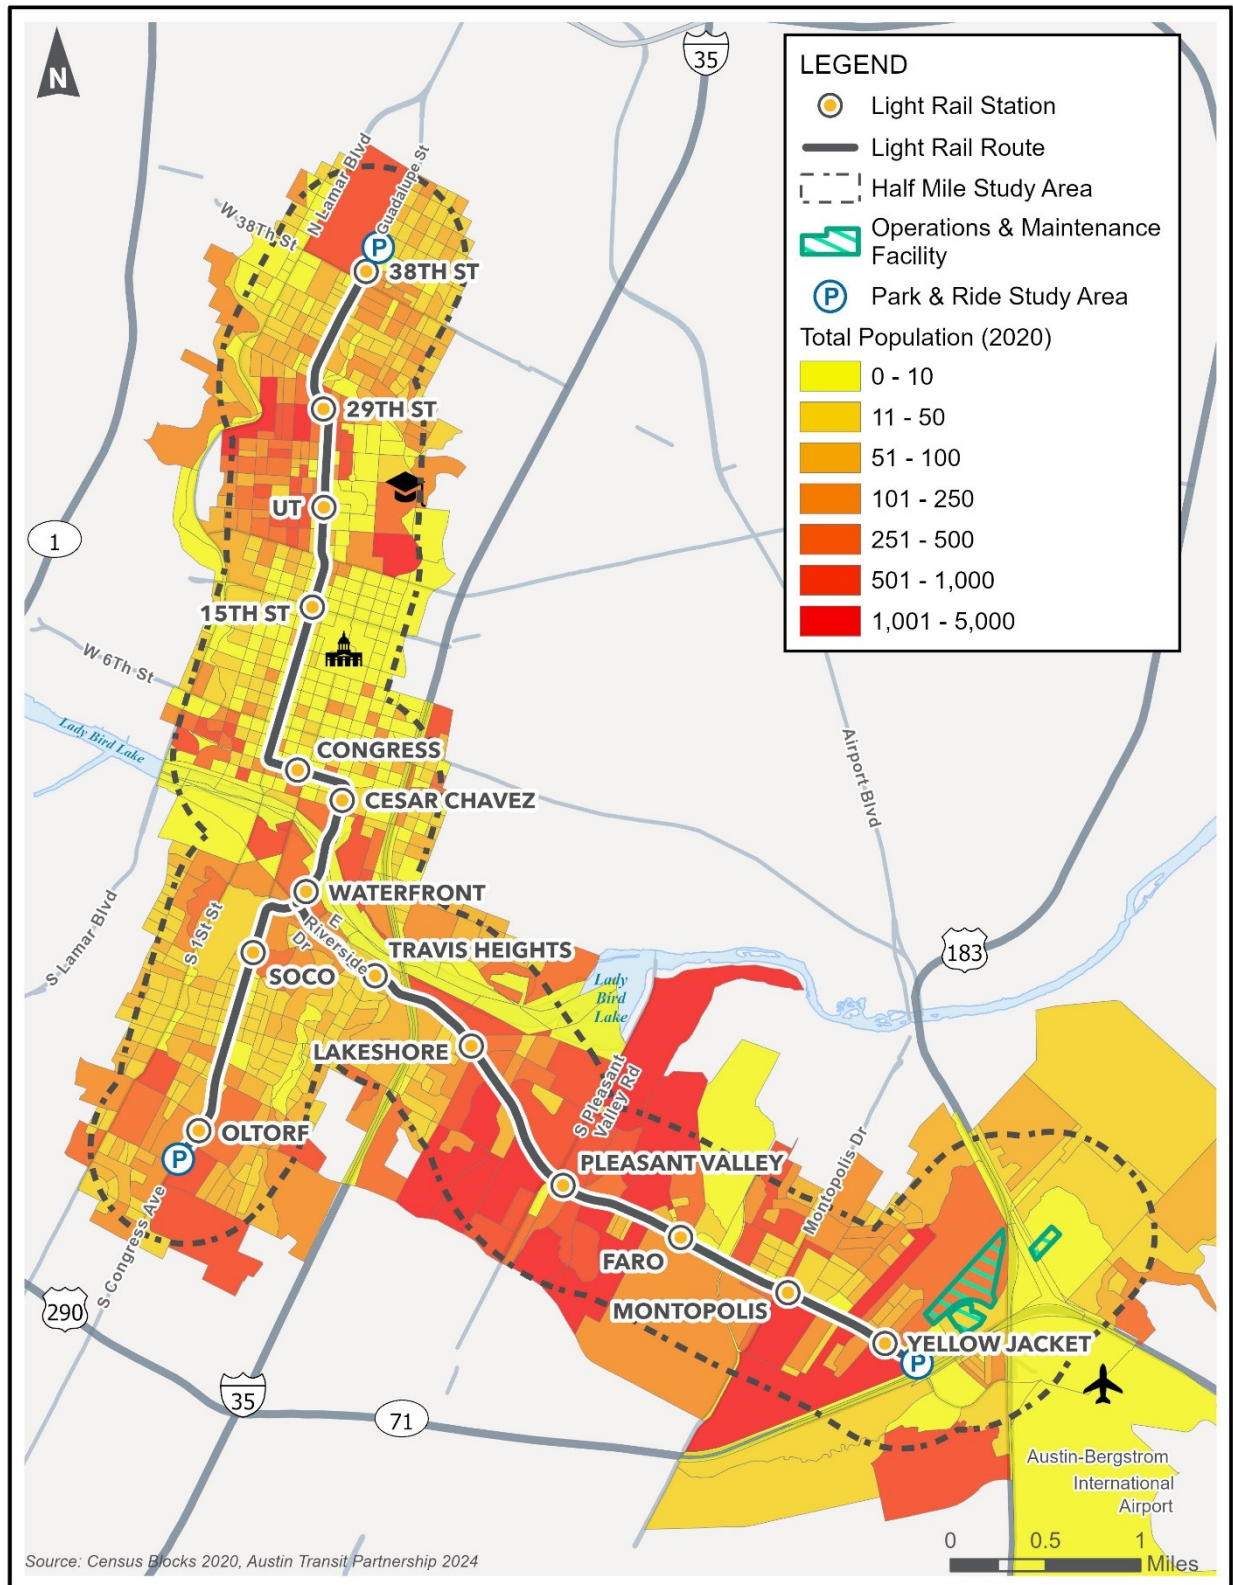 N
35
LEGEND
Light Rail Station
Light Rail Route
Half Mile Study Area
Operations & Maintenance
Facility
P Park & Ride Study Area
Total Population (2020)
0 - 10
11 - 50
51 - 100
101 - 250
251 - 500
501 - 1,000
1,001 - 5,000
N Lamar Blvd
Guadalupe St
W 38Th St
P
38TH ST
29TH ST
UT
1
15TH ST
W 6Th St
Lady Bird Lake
CONGRESS
CESAR CHAVEZ
Airport Blvd
WATERFRONT
S Lamar Blvd
S 1St St
E
Riverside
Dr
TRAVIS HEIGHTS
SOCO
183
Lady
Bird
Lake
LAKESHORE
S Pleasant
Valley Rd
OLTORF
P
PLEASANT VALLEY
Montopolis Dr
S Congress Ave
FARO
MONTOPOLIS
YELLOW JACKET
P
290
35
71
Austin-Bergstrom
International
Airport
0 0.5 1
Miles
Source: Census Blocks 2020, Austin Transit Partnership 2024